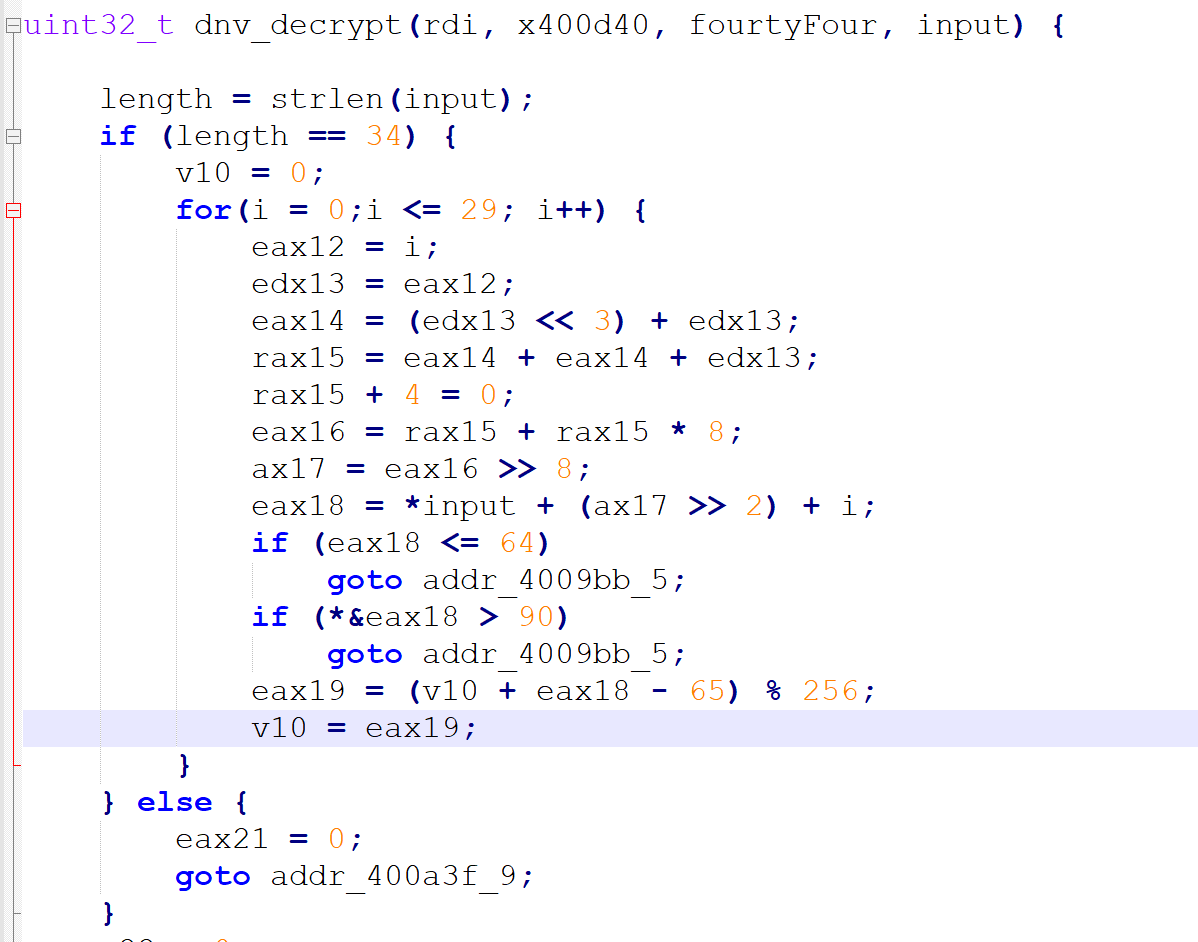 uint32_t dnv_decrypt(rdi, x400d40, fourtyFour, input) {
length = strlen(input);
if (length == 34) {
v10 = 0;
for(i = 0;i <= 29; i++) {
eax12 = i;
edx13 = eax12;
eax14 = (edx13 << 3) + edx13;
rax15 = eax14 + eax14 + edx13;
rax15 + 4 = 0;
eax16 = rax15 + rax15 * 8;
ax17 = eax16 >> 8;
eax18 = *input + (ax17 >> 2) + i;
if (eax18 <= 64)
goto addr_4009bb_5;
if (*&eax18 > 90)
goto addr_4009bb_5;
eax19 = (v10 + eax18 - 65) % 256;
v10 = eax19;
}
} else {
eax21 = 0;
goto addr_400a3f_9;
}